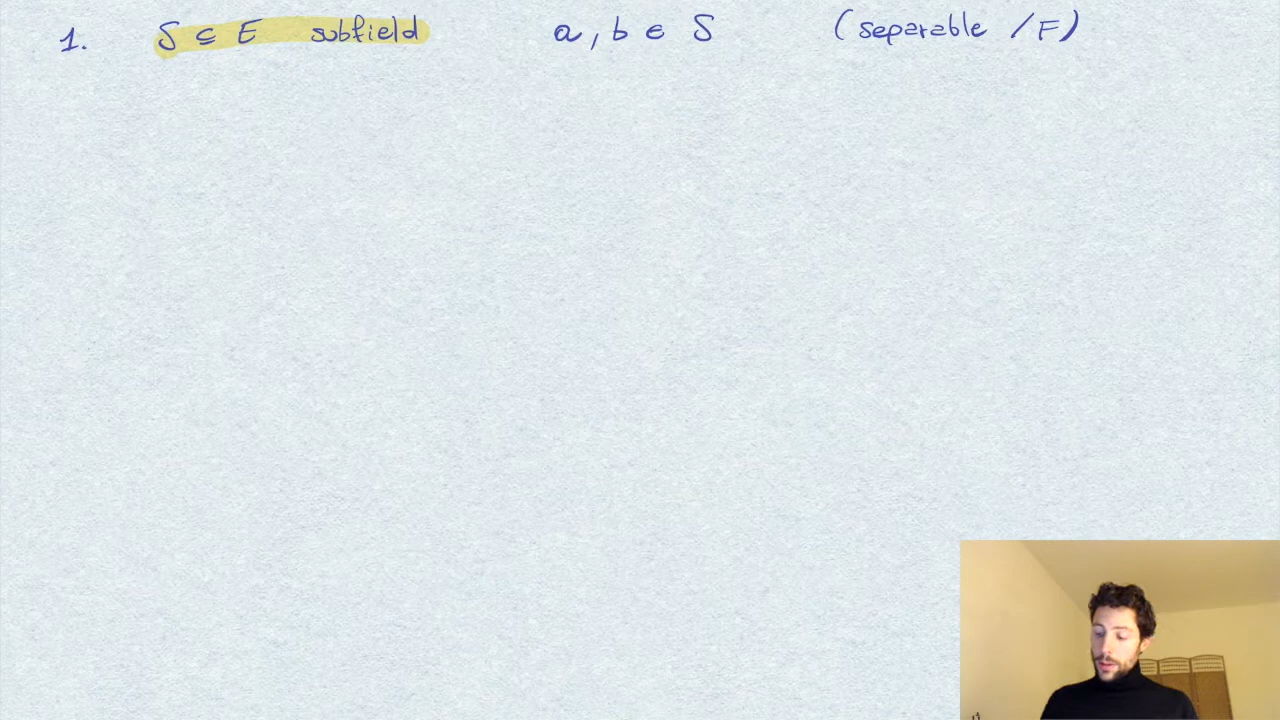 1. S ⊆ E subfield a, b ∈ S (separable / F)